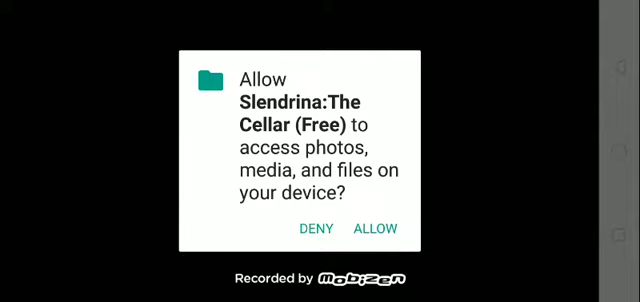 Allow
Slendrina:The
Cellar (Free) to
access photos,
media, and files on
your device?
DENY ALLOW
Recorded by mobizen